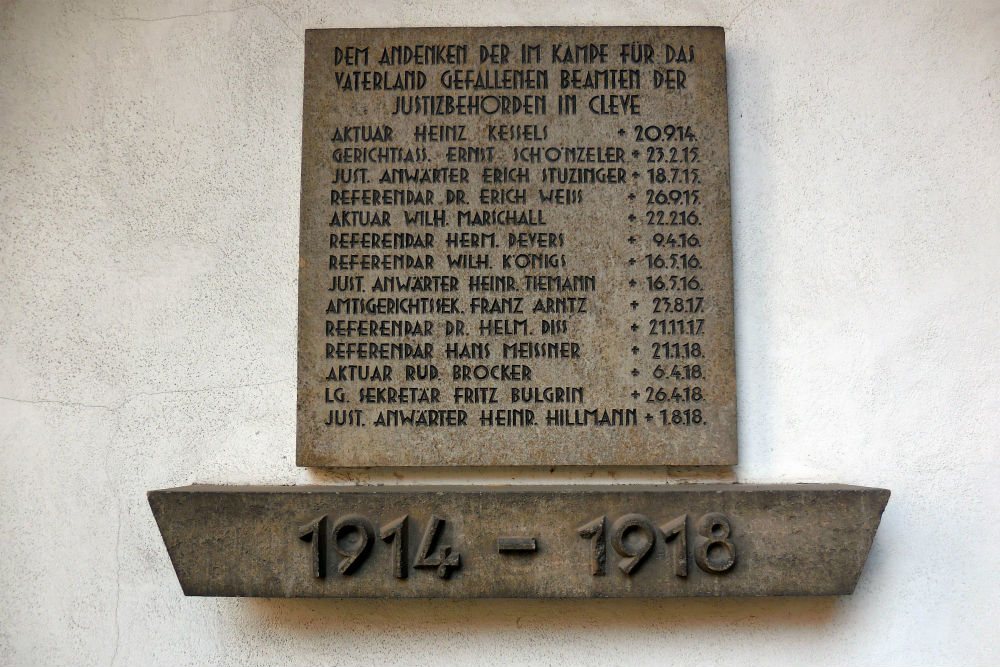 DEM ANDENKEN DER IM KAMPF FÜR DAS
VATERLAND GEFALLENEN BEAMTEN DER
JUSTIZBEHÖRDEN IN CLEVE
AKTUAR HEINZ KESSELS + 20.9.14.
GERICHTSASS. ERNST SCHÖNZELER + 23.2.15.
JUST. ANWÄRTER ERICH STUZINGER + 18.7.15.
REFERENDAR DR. ERICH WEISS + 26.9.15.
AKTUAR WILH. MARSCHALL + 22.2.16.
REFERENDAR HERM. DEVERS + 9.4.16.
REFERENDAR WILH. KÖNIGS + 16.5.16.
JUST. ANWÄRTER HEINR. TIEMANN + 16.5.16.
AMTSGERICHTSSEK. FRANZ ARNTZ + 23.8.17.
REFERENDAR DR. HELM. DISS + 21.11.17.
REFERENDAR HANS MEISSNER + 21.1.18.
AKTUAR RUD. BROCKER + 6.4.18.
LG. SEKRETÄR FRITZ BULGRIN + 26.4.18.
JUST. ANWÄRTER HEINR. HILLMANN + 1.8.18.
1914 - 1918